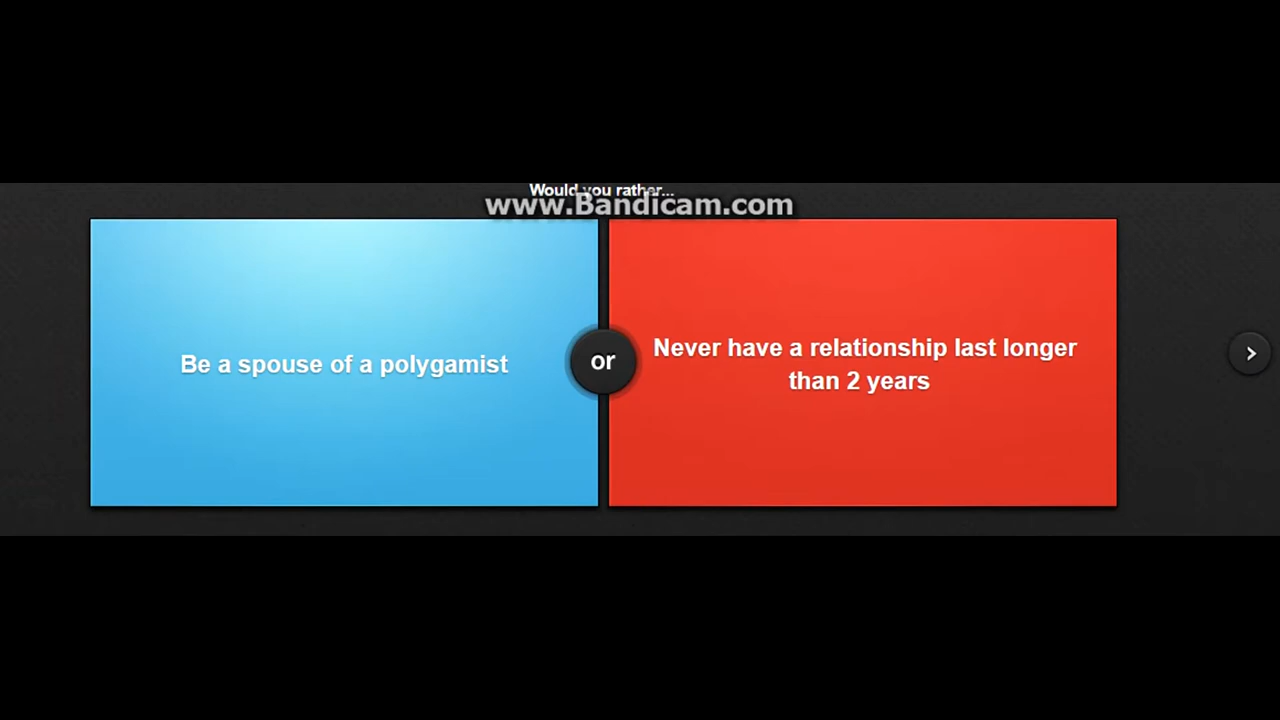 Would you rather...
www.Bandicam.com
Be a spouse of a polygamist
or
Never have a relationship last longer
than 2 years